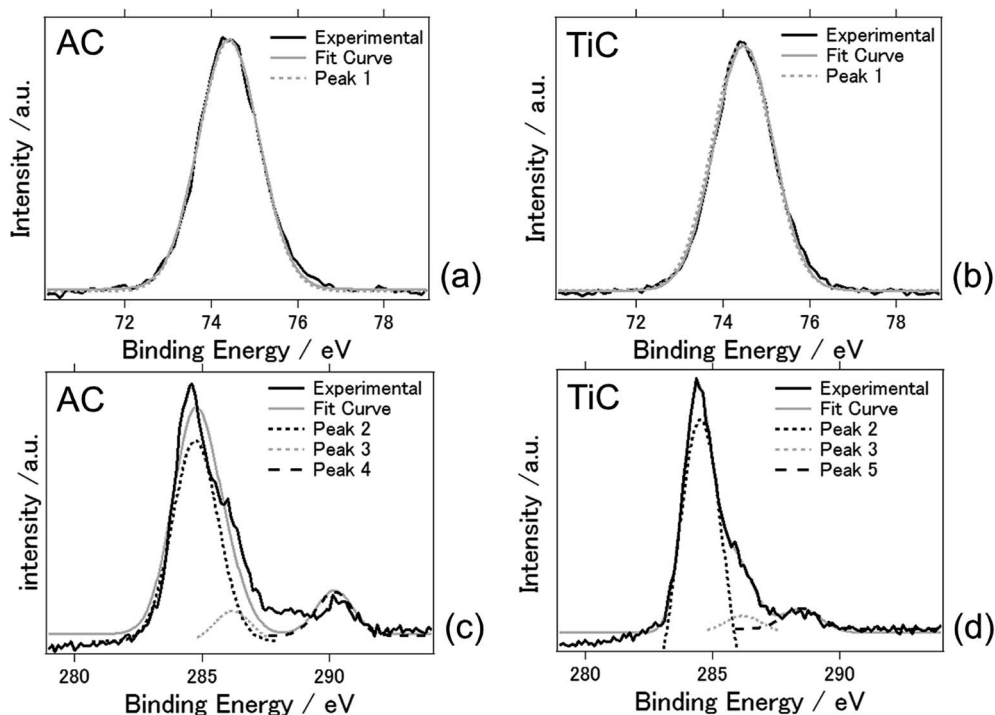 AC
Experimental
Fit Curve
Peak 1
Intensity / a.u.
72 74 76 78
Binding Energy / eV
(a)
TiC
Experimental
Fit Curve
Peak 1
Intensity / a.u.
72 74 76 78
Binding Energy / eV
(b)
AC
Experimental
Fit Curve
Peak 2
Peak 3
Peak 4
intensity /a.u.
280 285 290
Binding Energy / eV
(c)
TiC
Experimental
Fit Curve
Peak 2
Peak 3
Peak 5
Intensity /a.u.
280 285 290
Binding Energy / eV
(d)